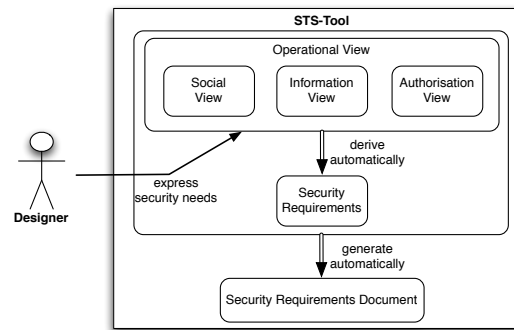 STS-Tool
Operational View
Social
View
Information
View
Authorisation
View
derive
automatically
express
security needs
Designer
Security
Requirements
generate
automatically
Security Requirements Document